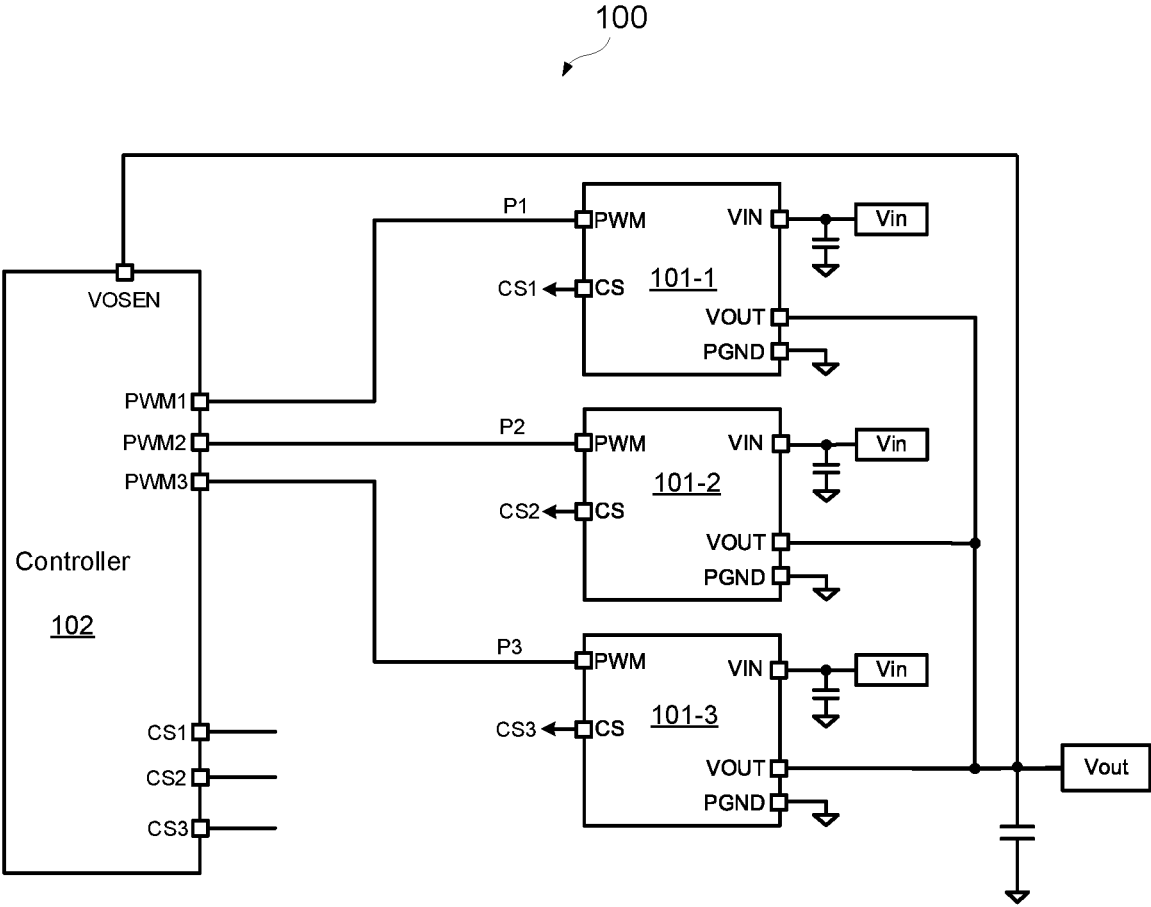 100
VOSEN
PWM1
PWM2
PWM3
Controller
102
CS1
CS2
CS3
P1
PWM
VIN
Vin
101-1
CS1
CS
VOUT
PGND
P2
PWM
VIN
Vin
101-2
CS2
CS
VOUT
PGND
P3
PWM
VIN
Vin
101-3
CS3
CS
VOUT
PGND
Vout